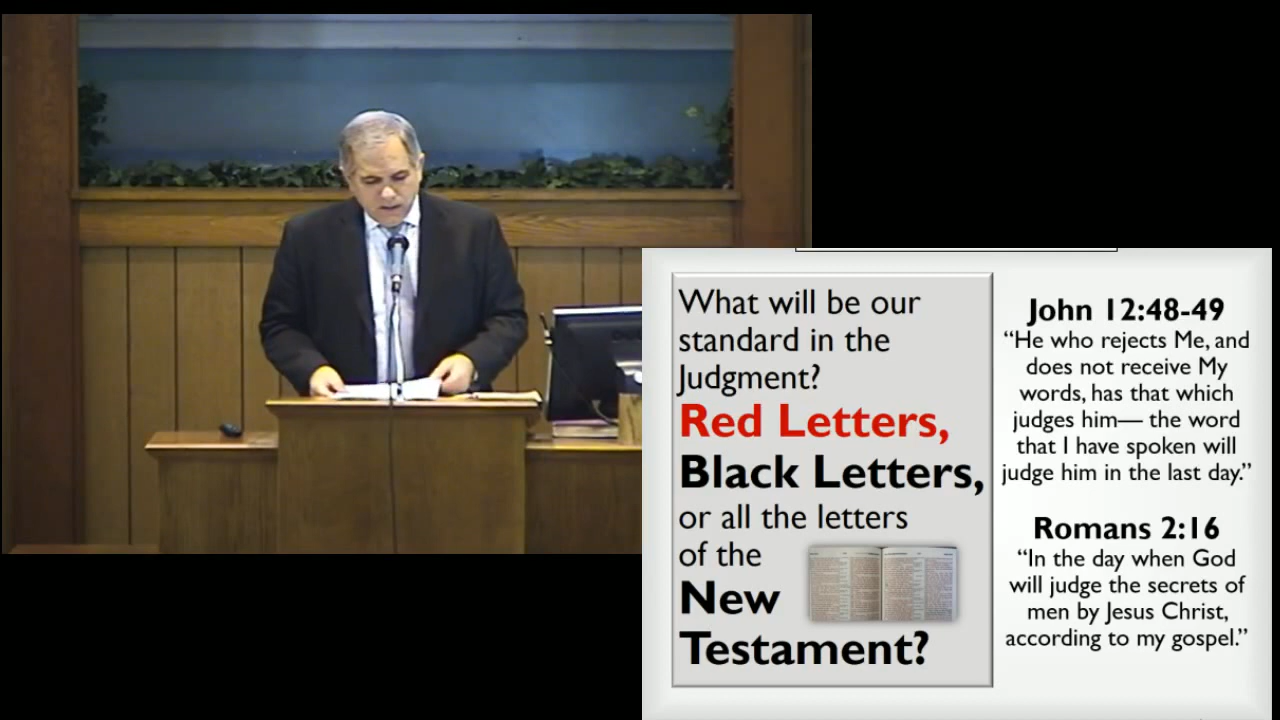 What will be our
standard in the
Judgment?
Red Letters,
Black Letters,
or all the letters
of the
New
Testament?
John 12:48-49
“He who rejects Me, and
does not receive My
words, has that which
judges him— the word
that I have spoken will
judge him in the last day.”
Romans 2:16
“In the day when God
will judge the secrets of
men by Jesus Christ,
according to my gospel.”